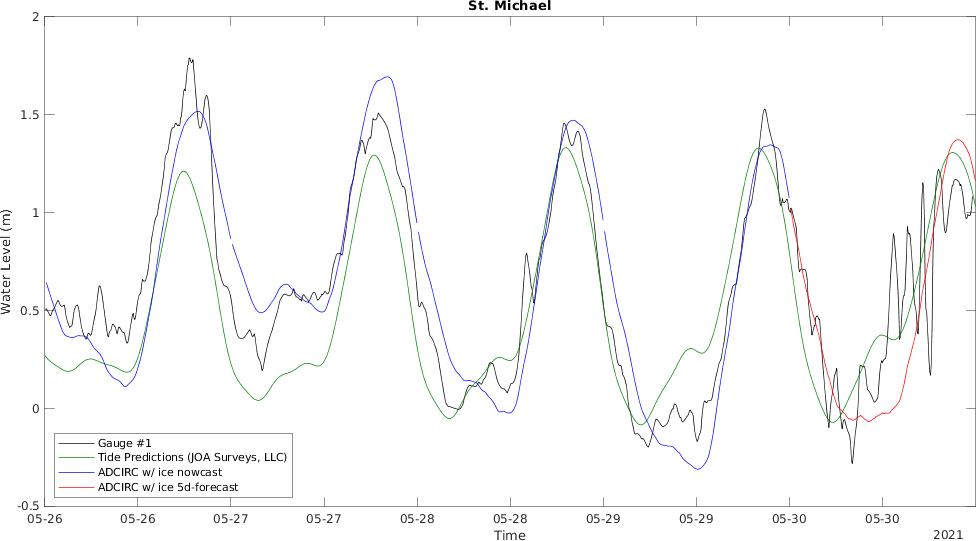 St. Michael
2
1.5
1
0.5
0
-0.5
Water Level (m)
Gauge #1
Tide Predictions (JOA Surveys, LLC)
ADCIRC w/ ice nowcast
ADCIRC w/ ice 5d-forecast
05-26 05-26 05-27 05-27 05-28 05-28 05-29 05-29 05-30 05-30
Time
2021